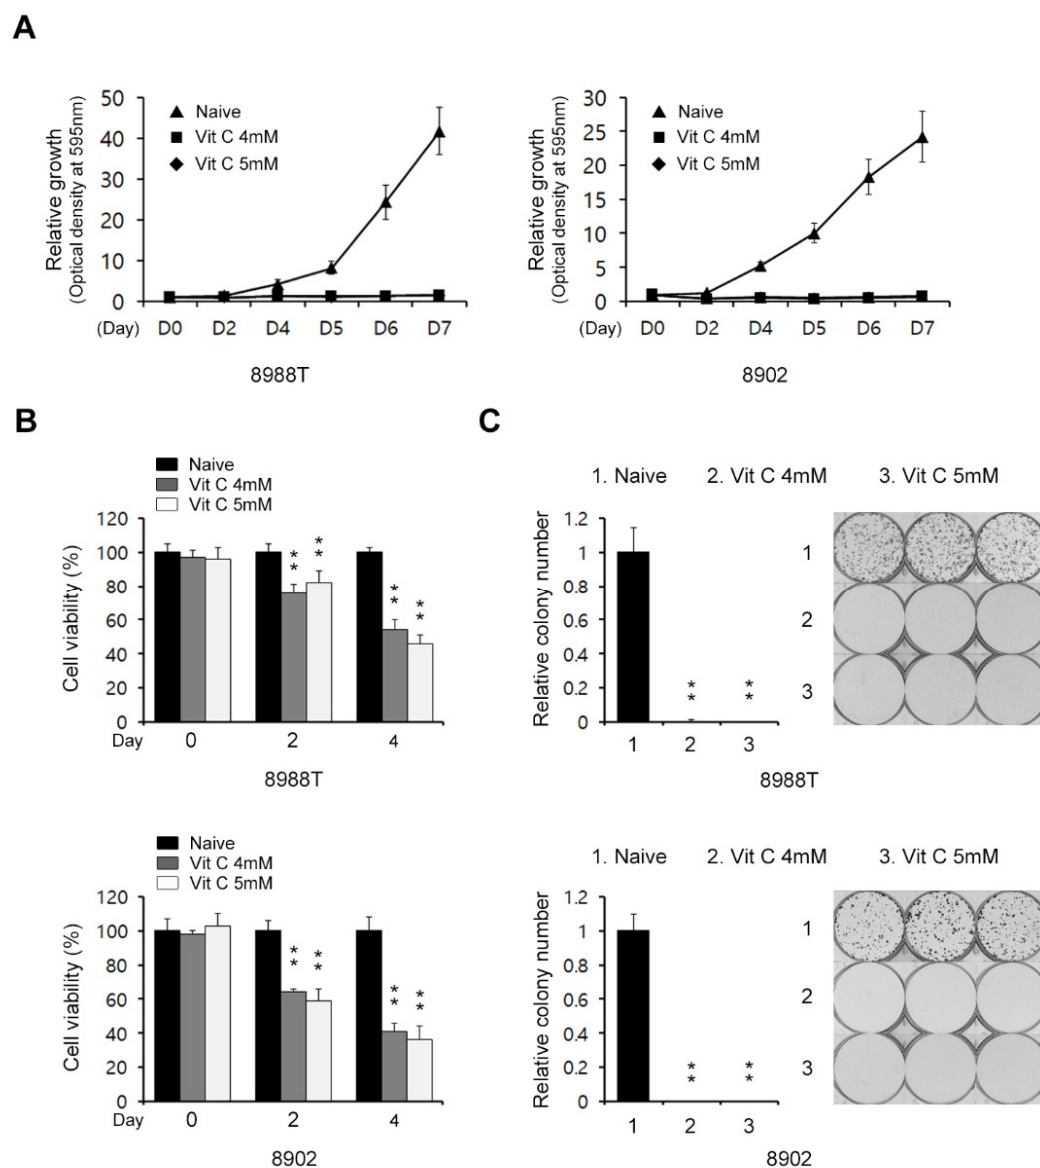 A
Relative growth
(Optical density at 595nm)
50
40
30
20
10
0
Naive
Vit C 4mM
Vit C 5mM
(Day) D0 D2 D4 D5 D6 D7
8988T
Relative growth
(Optical density at 595nm)
30
25
20
15
10
5
0
Naive
Vit C 4mM
Vit C 5mM
(Day) D0 D2 D4 D5 D6 D7
8902
B
Naive
Vit C 4mM
Vit C 5mM
Cell viability (%)
120
100
80
60
40
20
0
** ** ** **
Day 0 2 4
8988T
C
1. Naive 2. Vit C 4mM 3. Vit C 5mM
Relative colony number
1.2
1
0.8
0.6
0.4
0.2
0
** **
1 2 3
1
2
3
8988T
Naive
Vit C 4mM
Vit C 5mM
Cell viability (%)
120
100
80
60
40
20
0
** ** ** **
Day 0 2 4
8902
1. Naive 2. Vit C 4mM 3. Vit C 5mM
Relative colony number
1.2
1
0.8
0.6
0.4
0.2
0
** **
1 2 3
1
2
3
8902